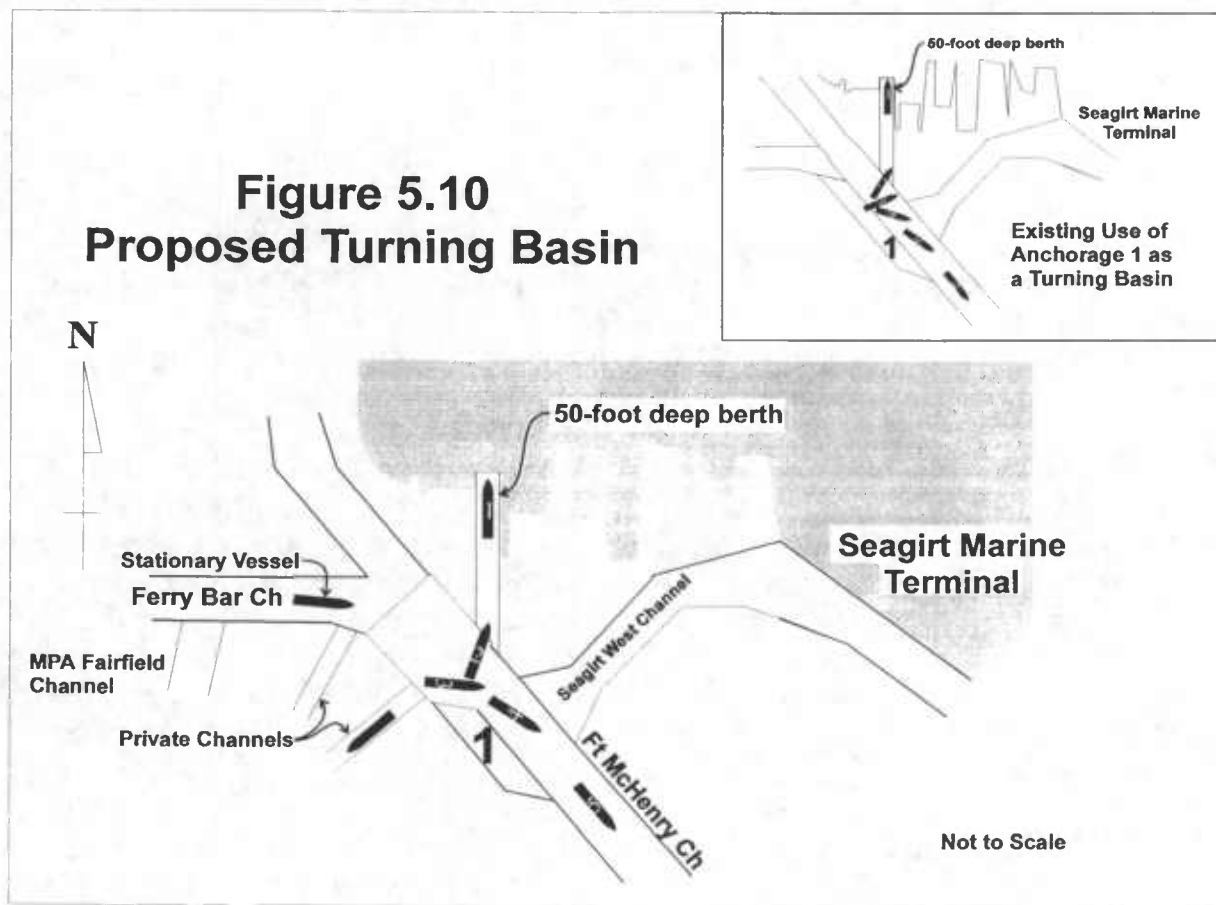 Figure 5.10
Proposed Turning Basin
50-foot deep berth
Seagirt Marine
Terminal
Existing Use of
Anchorage 1 as
a Turning Basin
1
N
50-foot deep berth
Seagirt Marine
Terminal
Stationary Vessel
Ferry Bar Ch
Seagirt West Channel
MPA Fairfield
Channel
Private Channels
1
Ft McHenry Ch
Not to Scale